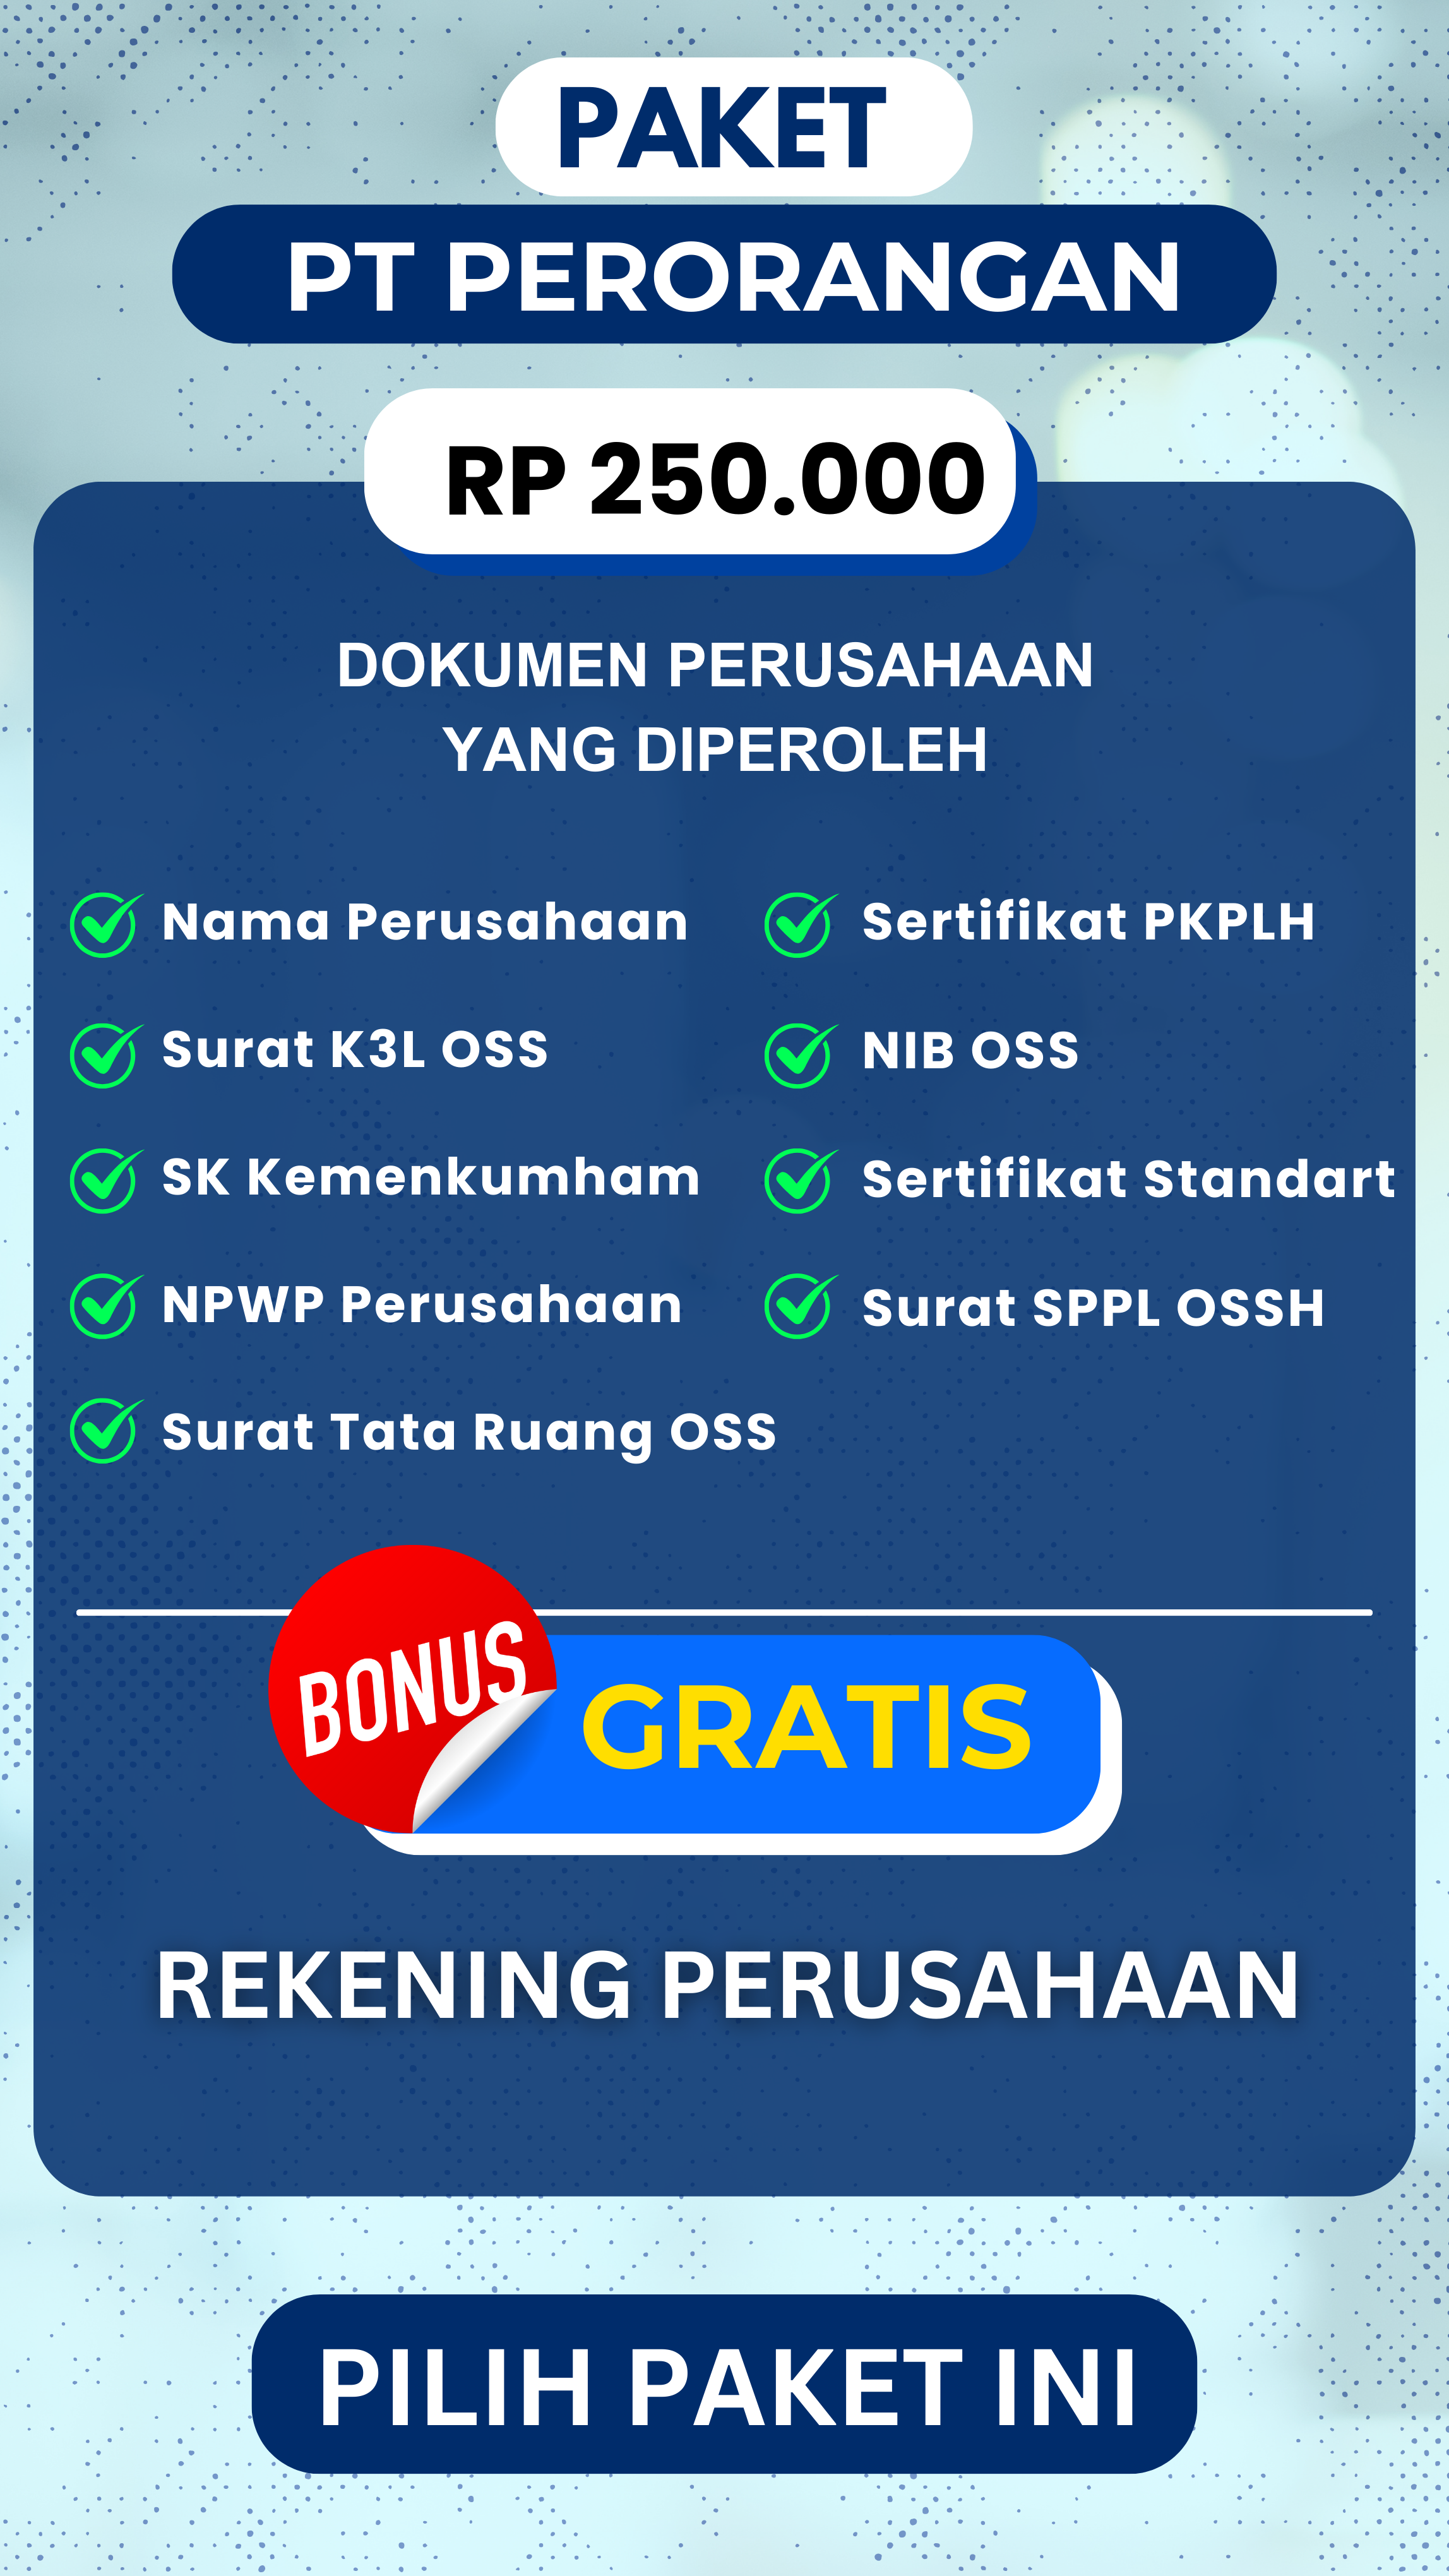 PAKET
PT PERORANGAN
RP 250.000
DOKUMEN PERUSAHAAN
YANG DIPEROLEH
Nama Perusahaan
Surat K3L OSS
SK Kemenkumham
NPWP Perusahaan
Surat Tata Ruang OSS
Sertifikat PKPLH
NIB OSS
Sertifikat Standart
Surat SPPL OSSH
BONUS
GRATIS
REKENING PERUSAHAAN
PILIH PAKET INI